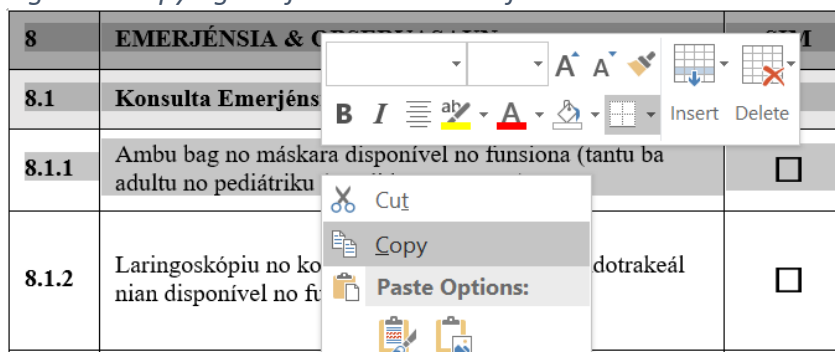 8 EMERJÉNSIA & SIM
8.1 Konsulta Emerjéns
Insert Delete
8.1.1 Ambu bag no máskara disponível no funsiona (tantu ba
adultu no pediátriku
Cut
Copy
Paste Options:
8.1.2 Laringoskópiu no ko dotrakeál
nian disponível no fu